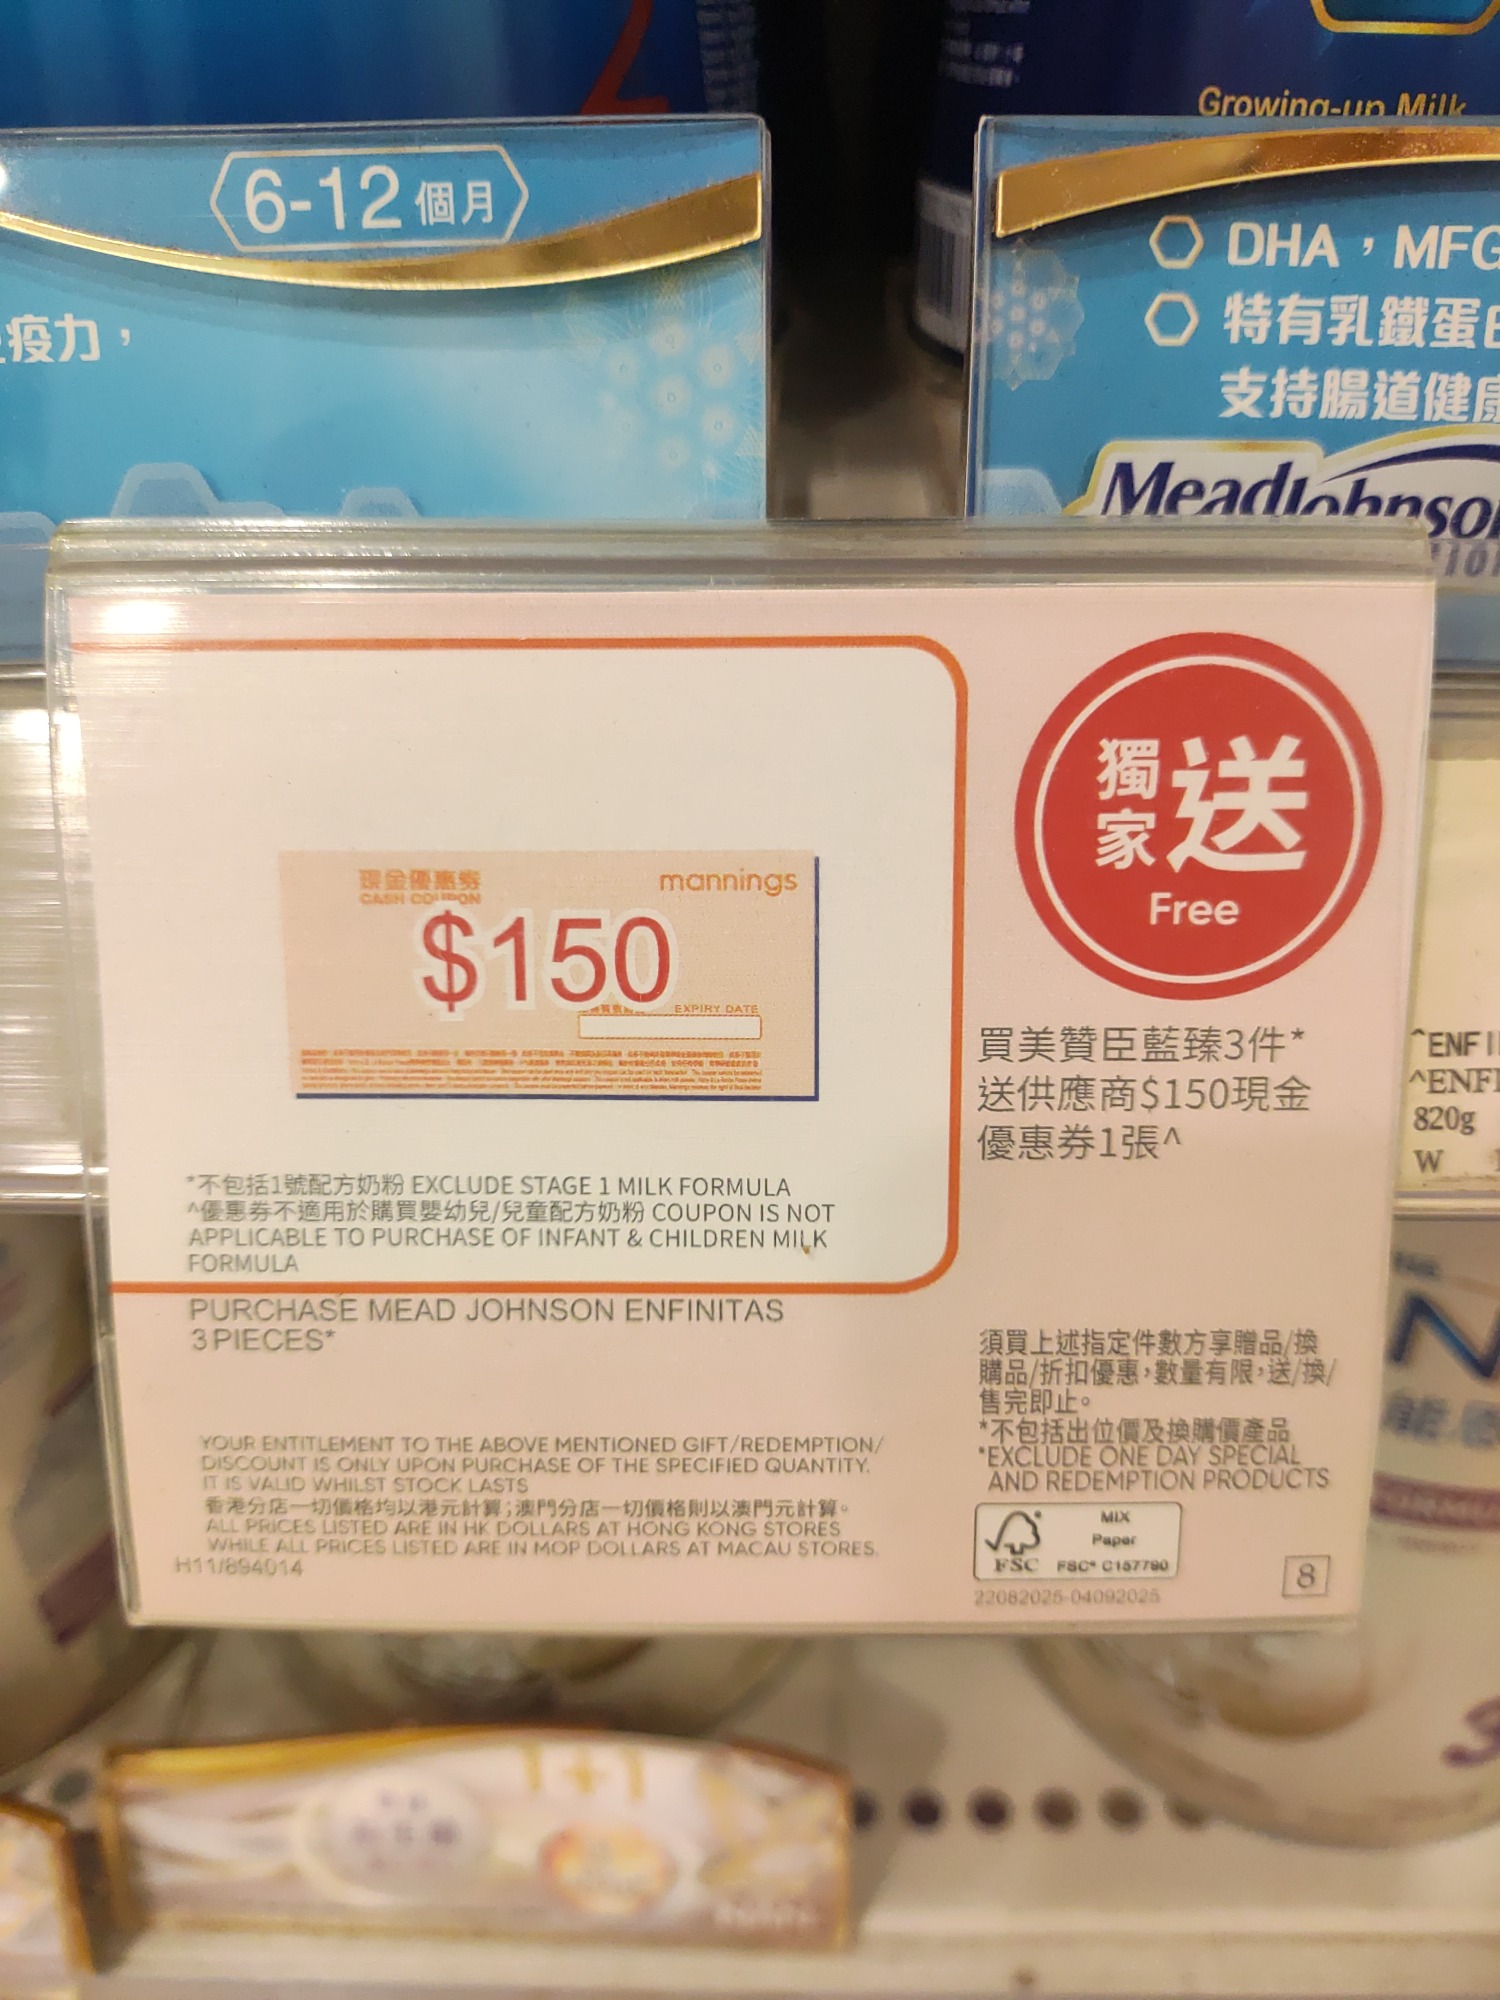 Growing-up Milk
6-12個月
疫力，
DHA，MFG
特有乳鐵蛋白
支持腸道健康
MeadJohnson
獨家送
Free
現金優惠券
CASH COUPON
mannings
$150
EXPIRY DATE
買美贊臣藍臻3件*
送供應商$150現金
優惠券1張^
^ENFI
^ENFI
820g
W
*不包括1號配方奶粉 EXCLUDE STAGE 1 MILK FORMULA
^優惠券不適用於購買嬰幼兒/兒童配方奶粉 COUPON IS NOT
APPLICABLE TO PURCHASE OF INFANT & CHILDREN MILK
FORMULA
PURCHASE MEAD JOHNSON ENFINITAS
3 PIECES*
須買上述指定件數方享贈品/換
購品/折扣優惠，數量有限，送/換/
售完即止。
*不包括出位價及換購價產品
*EXCLUDE ONE DAY SPECIAL
AND REDEMPTION PRODUCTS
YOUR ENTITLEMENT TO THE ABOVE MENTIONED GIFT/REDEMPTION/
DISCOUNT IS ONLY UPON PURCHASE OF THE SPECIFIED QUANTITY.
IT IS VALID WHILST STOCK LASTS
香港分店一切價格均以港元計算；澳門分店一切價格則以澳門元計算。
ALL PRICES LISTED ARE IN HK DOLLARS AT HONG KONG STORES
WHILE ALL PRICES LISTED ARE IN MOP DOLLARS AT MACAU STORES.
H11/894014
MIX
Paper
FSC
FSC® C157790
22082025-04092025
8
1+1